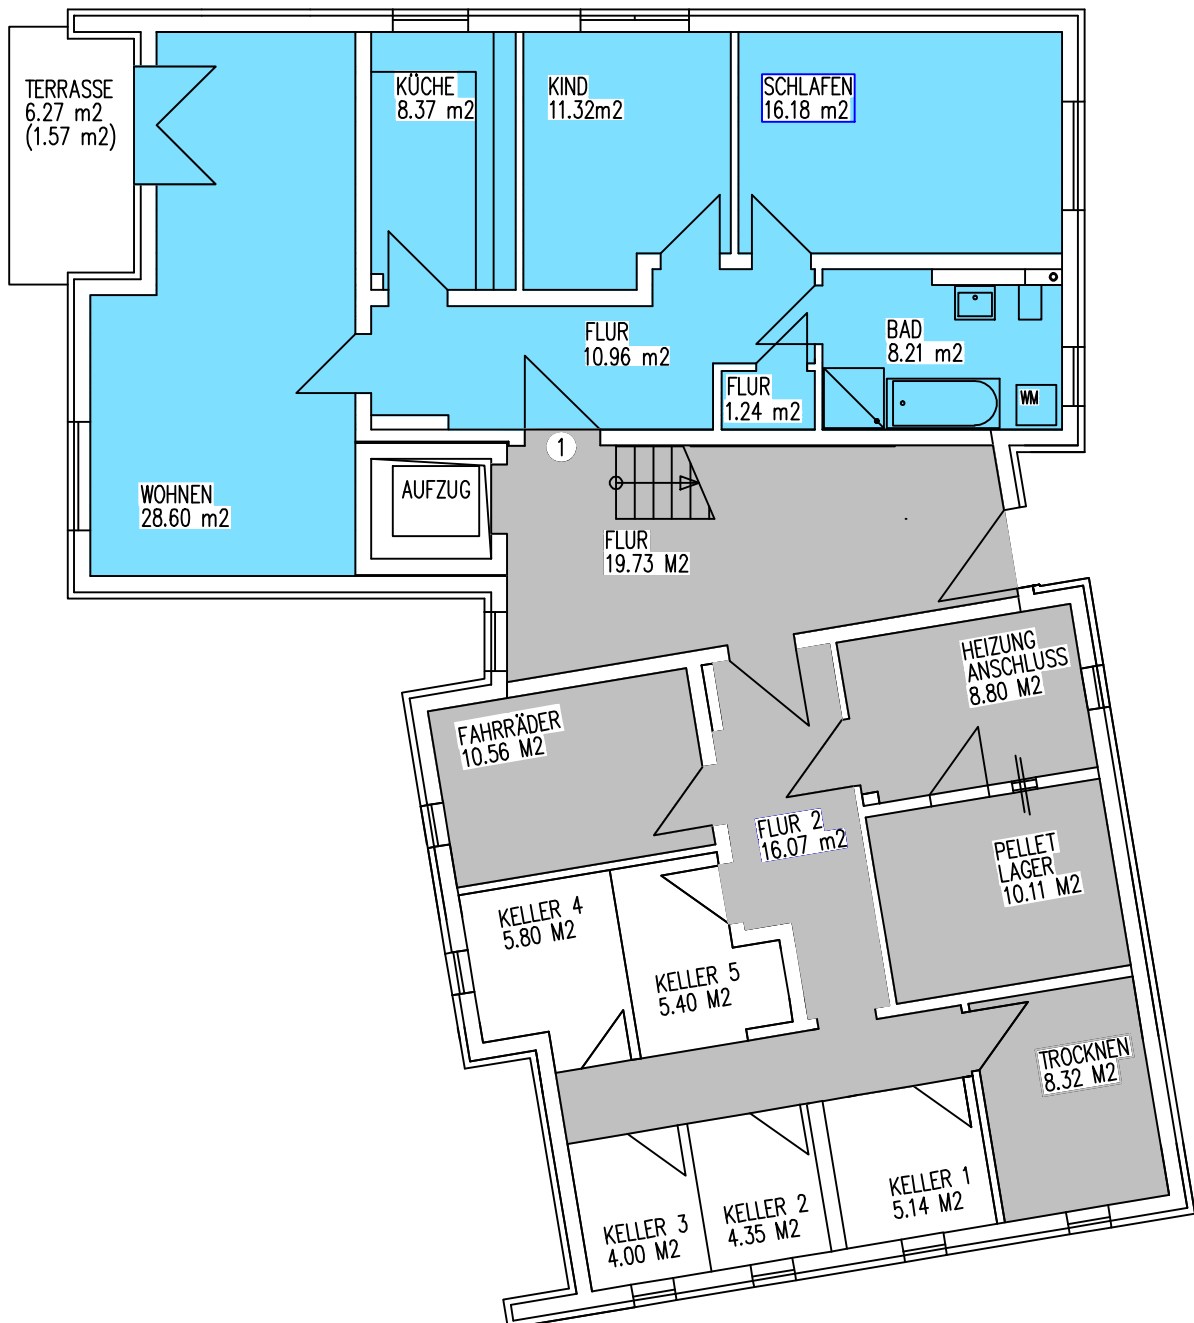 TERRASSE
6.27 m2
(1.57 m2)
KÜCHE
8.37 m2
KIND
11.32m2
SCHLAFEN
16.18 m2
FLUR
10.96 m2
BAD
8.21 m2
FLUR
1.24 m2
WM
1
WOHNEN
28.60 m2
AUFZUG
FLUR
19.73 M2
HEIZUNG
ANSCHLUSS
8.80 M2
FAHRRÄDER
10.56 M2
FLUR 2
16.07 m2
PELLET
LAGER
10.11 M2
KELLER 4
5.80 M2
KELLER 5
5.40 M2
TROCKNEN
8.32 M2
KELLER 1
5.14 M2
KELLER 2
4.35 M2
KELLER 3
4.00 M2